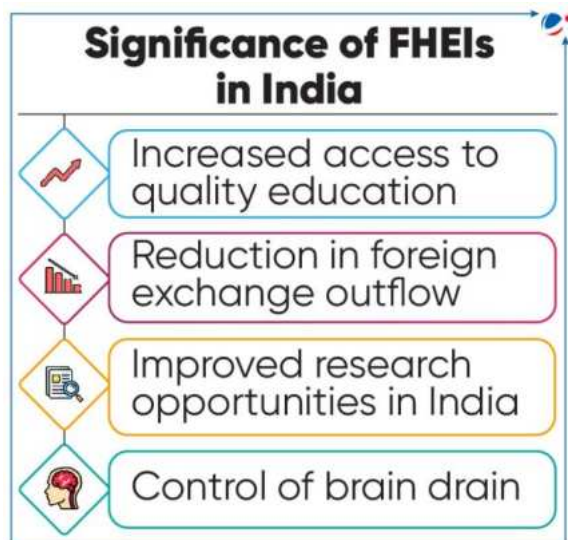 Significance of FHEIs
in India
Increased access to
quality education
Reduction in foreign
exchange outflow
Improved research
opportunities in India
Control of brain drain